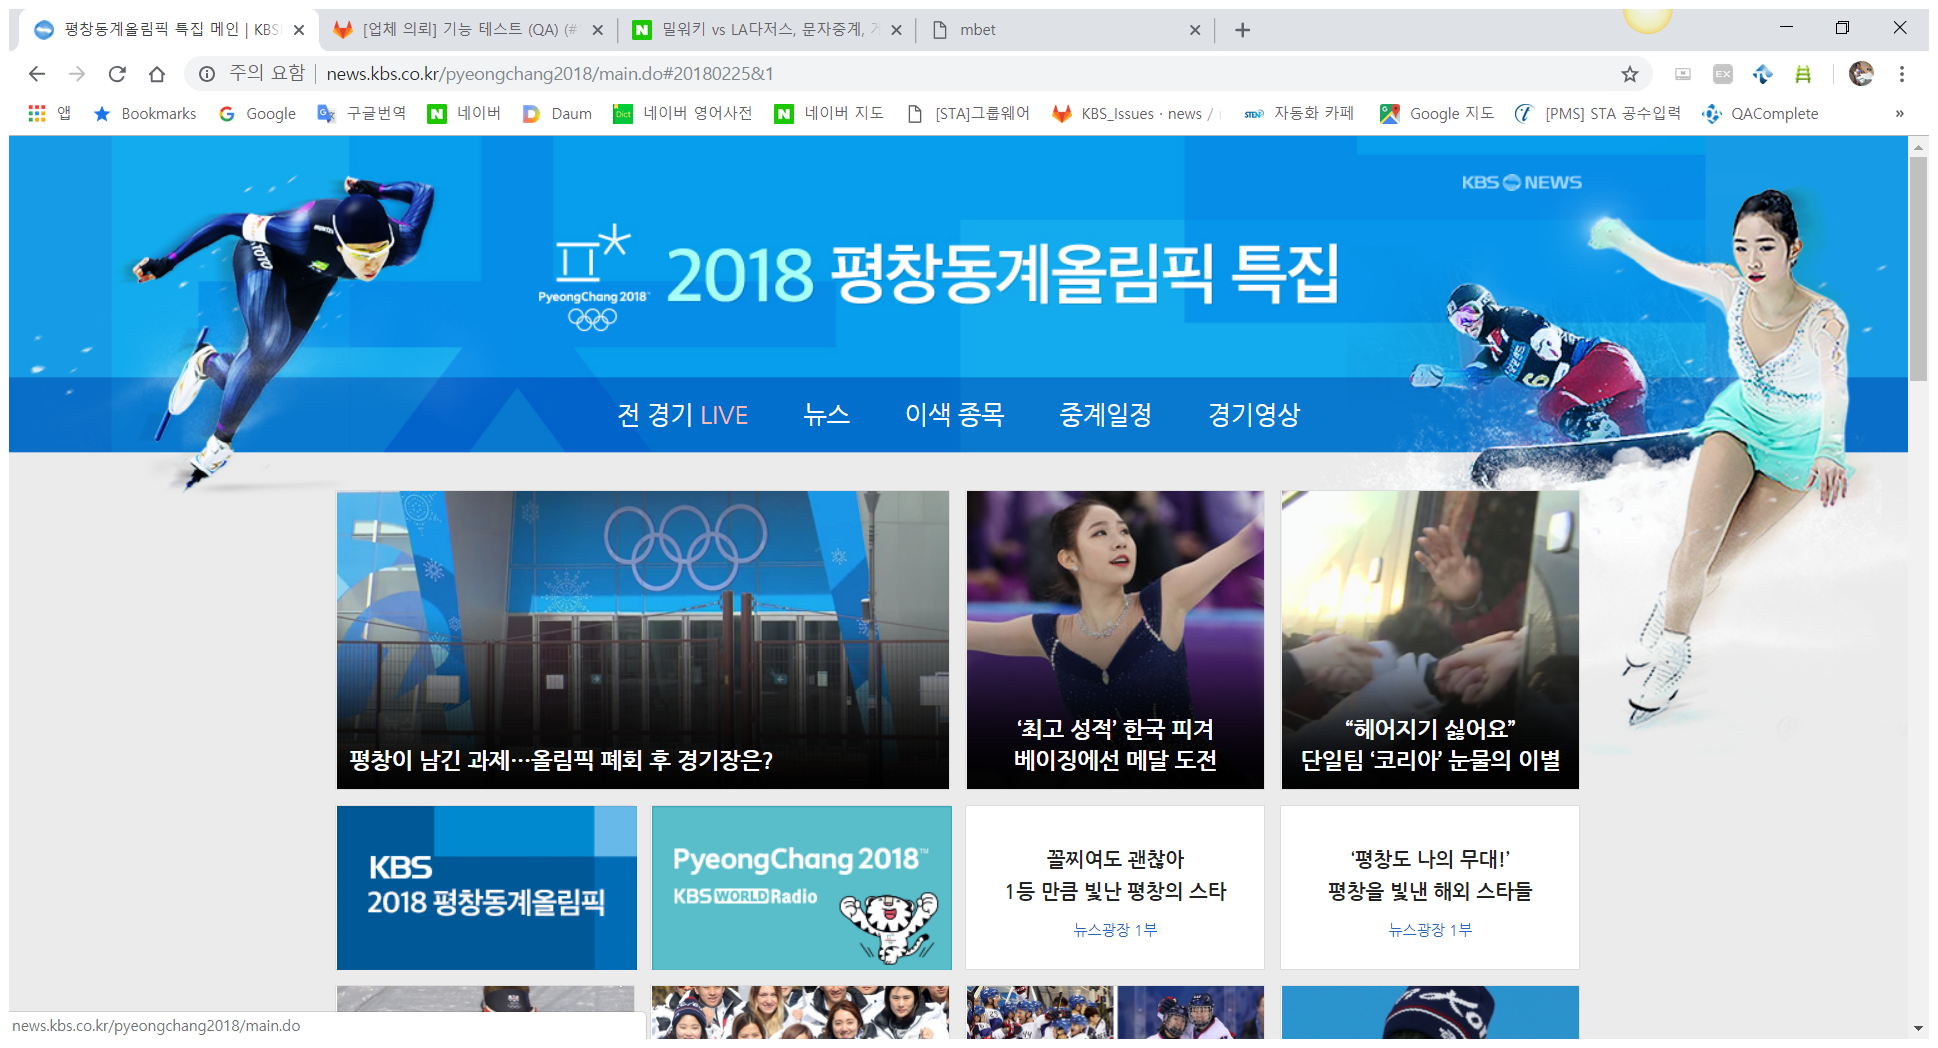 평창동계올림픽 특집 메인 | KBS
[업체 의뢰] 기능 테스트 (QA) (#
밀워키 vs LA다저스, 문자중계,
mbet
주의 요함
news.kbs.co.kr/pyeongchang2018/main.do#20180225&1
앱
Bookmarks
Google
구글번역
네이버
Daum
네이버 영어사전
네이버 지도
[STA]그룹웨어
KBS_Issues · news /
자동화 카페
Google 지도
[PMS] STA 공수입력
QAComplete
»
KBS NEWS
PyeongChang 2018™
2018 평창동계올림픽 특집
전 경기 LIVE
뉴스
이색 종목
중계일정
경기영상
평창이 남긴 과제…올림픽 폐회 후 경기장은?
‘최고 성적’ 한국 피겨
베이징에선 메달 도전
“헤어지기 싫어요”
단일팀 ‘코리아’ 눈물의 이별
KBS
2018 평창동계올림픽
PyeongChang 2018™
KBS WORLD Radio
꼴찌여도 괜찮아
1등 만큼 빛난 평창의 스타
뉴스광장 1부
‘평창도 나의 무대!’
평창을 빛낸 해외 스타들
뉴스광장 1부
news.kbs.co.kr/pyeongchang2018/main.do